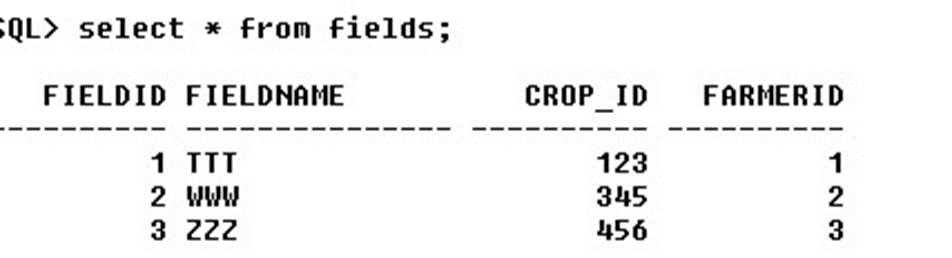 SQL> select * from fields;
FIELDID FIELDNAME CROP_ID FARMERID
---------- --------------- ---------- ----------
1 TTT 123 1
2 WWW 345 2
3 ZZZ 456 3